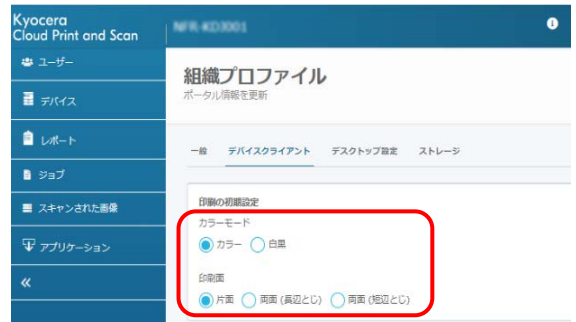 Kyocera
Cloud Print and Scan
NFR-KD3001
ユーザー
デバイス
レポート
ジョブ
スキャンされた画像
アプリケーション
組織プロファイル
ポータル情報を更新
一般 デバイスクライアント デスクトップ設定 ストレージ
印刷の初期設定
カラーモード
カラー 白黒
印刷面
片面 両面 (長辺とじ) 両面 (短辺とじ)